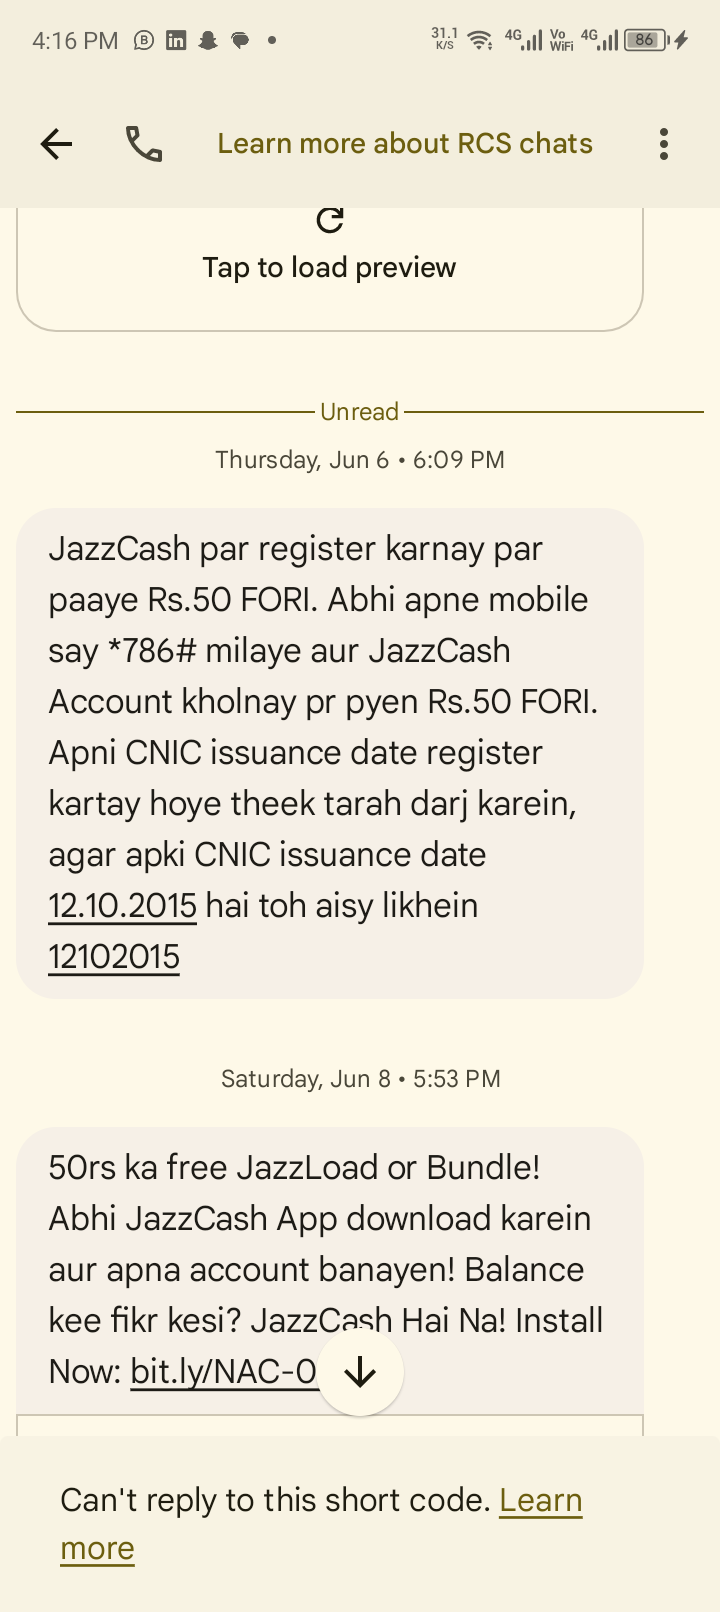 4:16 PM
31.1 K/S 4G Vo WiFi 4G 86
Learn more about RCS chats
Tap to load preview
Unread
Thursday, Jun 6 • 6:09 PM
JazzCash par register karnay par
paaye Rs.50 FORI. Abhi apne mobile
say *786# milaye aur JazzCash
Account kholnay pr pyen Rs.50 FORI.
Apni CNIC issuance date register
kartay hoye theek tarah darj karein,
agar apki CNIC issuance date
12.10.2015 hai toh aisy likhein
12102015
Saturday, Jun 8 • 5:53 PM
50rs ka free JazzLoad or Bundle!
Abhi JazzCash App download karein
aur apna account banayen! Balance
kee fikr kesi? JazzCash Hai Na! Install
Now: bit.ly/NAC-0
Can't reply to this short code. Learn
more